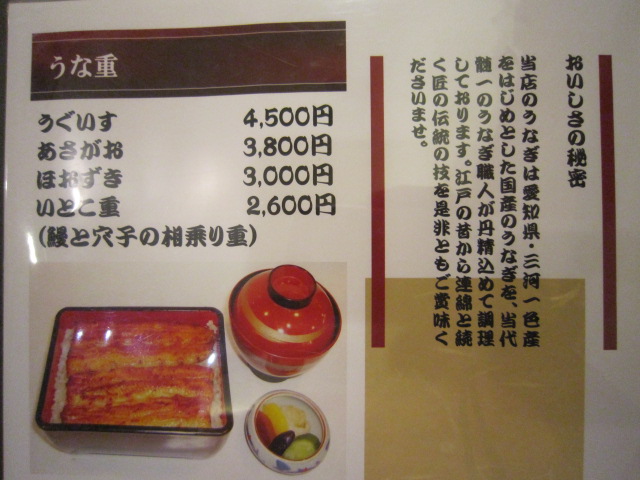 うな重
うぐいす 4,500円
あさがお 3,800円
ほおずき 3,000円
いとこ重 2,600円
(鰻と穴子の相乗り重)
おいしさの秘密
当店のうなぎは愛知県・三河一色産
をはじめとした国産のうなぎを、当代
髄一のうなぎ職人が丹精込めて調理
しております。江戸の昔から連綿と続
く匠の伝統の技を是非ともご賞味く
ださいませ。